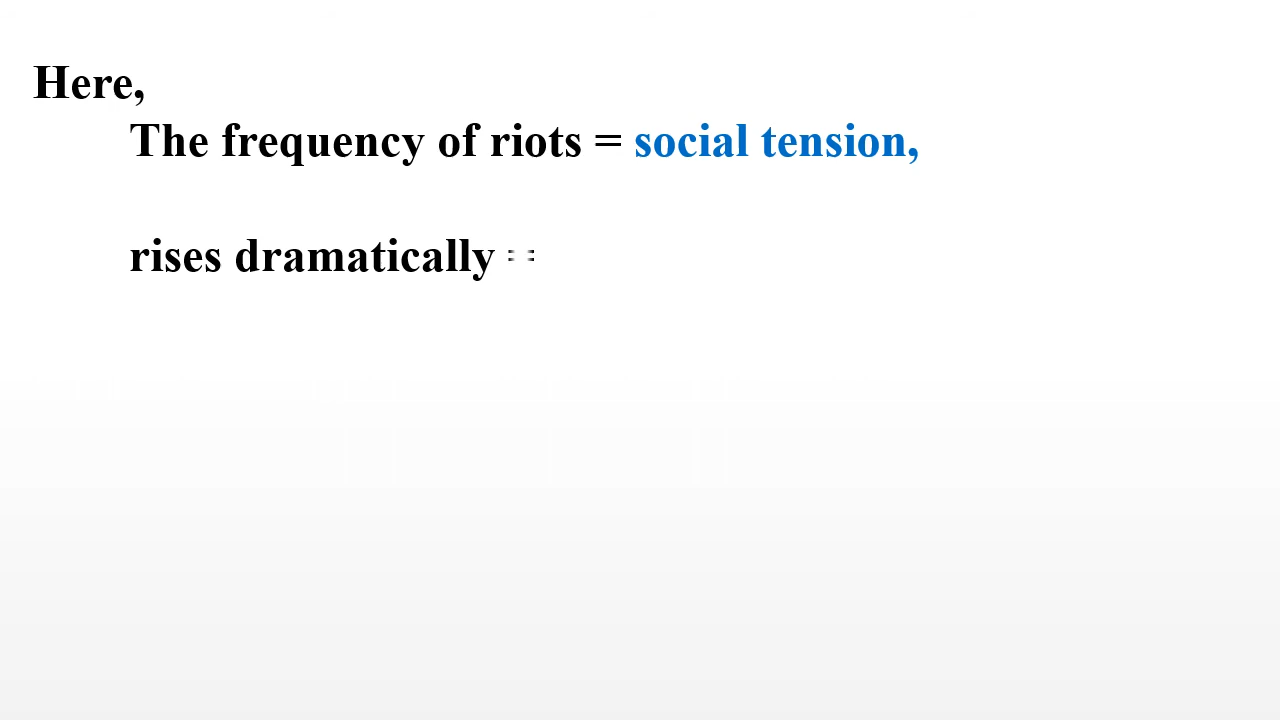 Here,
The frequency of riots = social tension,
rises dramatically =